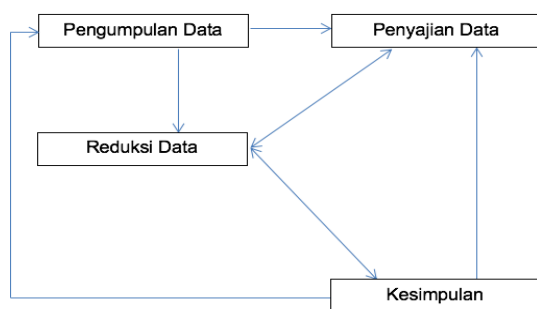 Pengumpulan Data
Penyajian Data
Reduksi Data
Kesimpulan